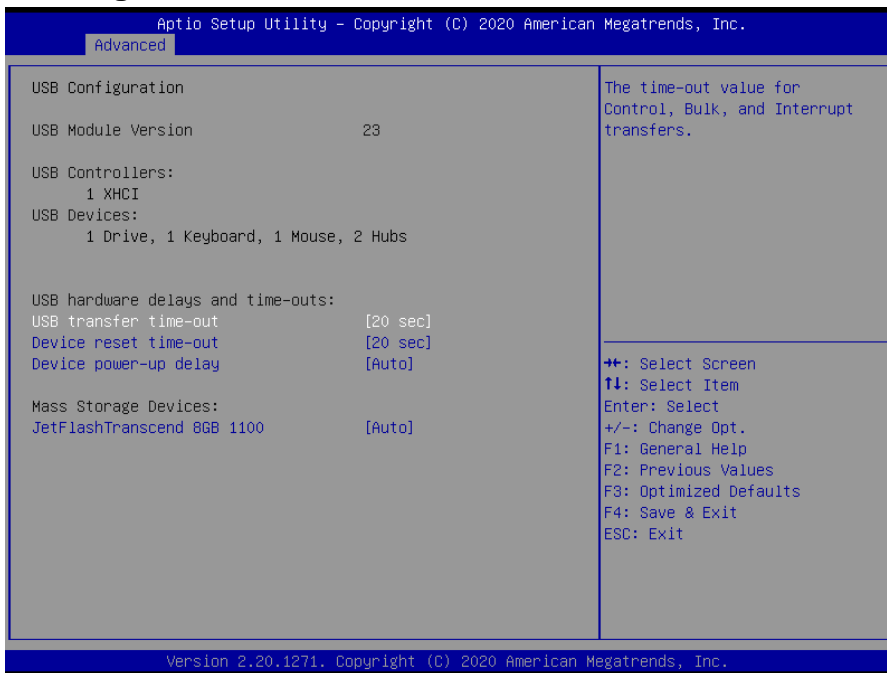 Aptio Setup Utility – Copyright (C) 2020 American Megatrends, Inc.
Advanced
USB Configuration
USB Module Version 23
USB Controllers:
1 XHCI
USB Devices:
1 Drive, 1 Keyboard, 1 Mouse, 2 Hubs
USB hardware delays and time-outs:
USB transfer time-out [20 sec]
Device reset time-out [20 sec]
Device power-up delay [Auto]
Mass Storage Devices:
JetFlashTranscend 8GB 1100 [Auto]
The time-out value for
Control, Bulk, and Interrupt
transfers.
→←: Select Screen
↑↓: Select Item
Enter: Select
+/-: Change Opt.
F1: General Help
F2: Previous Values
F3: Optimized Defaults
F4: Save & Exit
ESC: Exit
Version 2.20.1271. Copyright (C) 2020 American Megatrends, Inc.